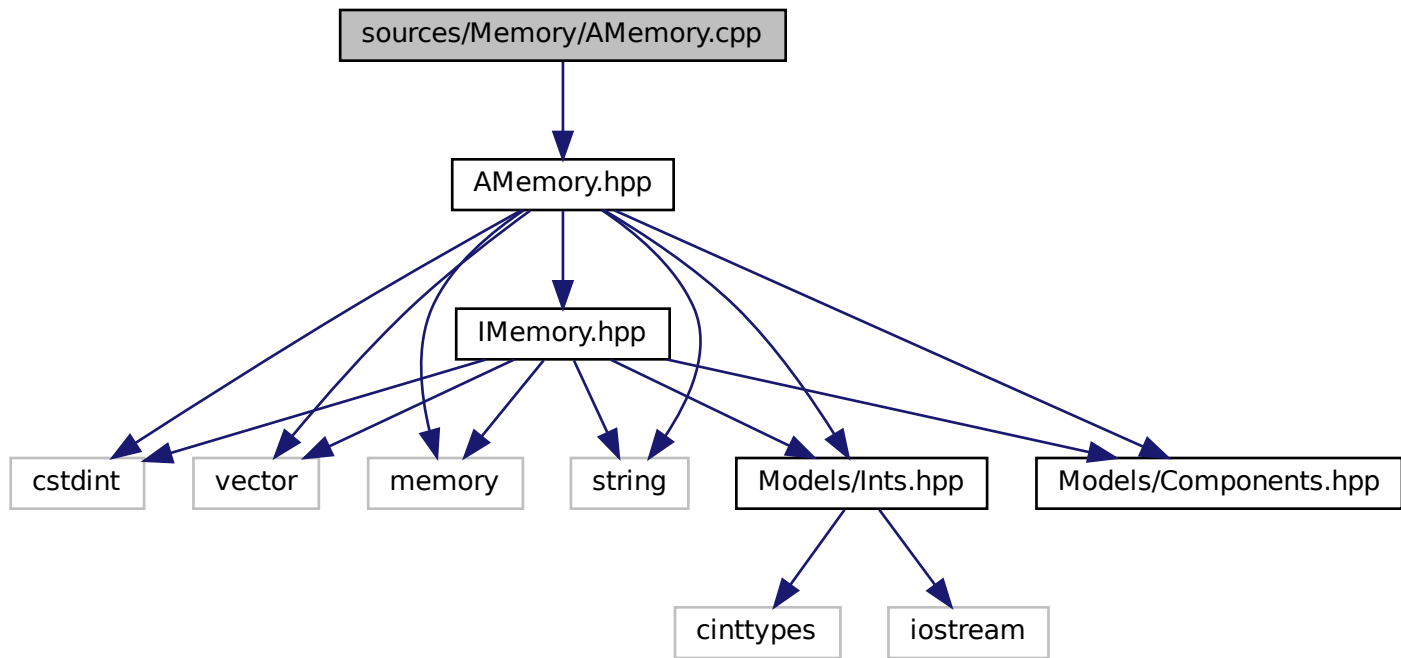 sources/Memory/AMemory.cpp
AMemory.hpp
IMemory.hpp
cstdint
vector
memory
string
Models/Ints.hpp
Models/Components.hpp
cinttypes
iostream